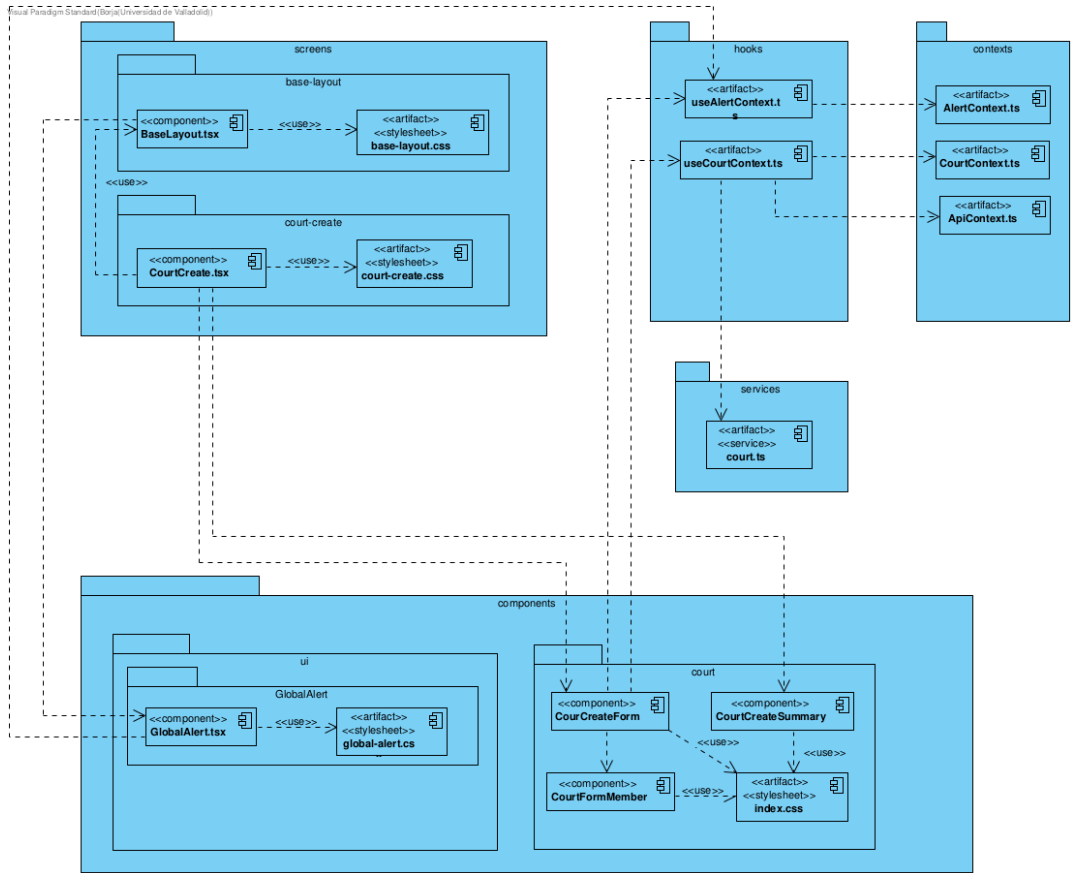 Visual Paradigm Standard(Borja(Universidad de Valladolid))
screens
base-layout
<<component>>
BaseLayout.tsx
<<use>>
<<artifact>>
<<stylesheet>>
base-layout.css
<<use>>
court-create
<<component>>
CourtCreate.tsx
<<use>>
<<artifact>>
<<stylesheet>>
court-create.css
hooks
<<artifact>>
useAlertContext.t
s
<<artifact>>
useCourtContext.ts
contexts
<<artifact>>
AlertContext.ts
<<artifact>>
CourtContext.ts
<<artifact>>
ApiContext.ts
services
<<artifact>>
<<service>>
court.ts
components
ui
GlobalAlert
<<component>>
GlobalAlert.tsx
<<use>>
<<artifact>>
<<stylesheet>>
global-alert.cs
court
<<component>>
CourCreateForm
<<component>>
CourtCreateSummary
<<use>>
<<use>>
<<component>>
CourtFormMember
<<use>>
<<artifact>>
<<stylesheet>>
index.css